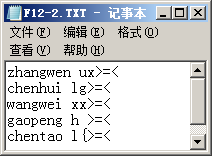 F12-2.TXT - 记事本
文件(F) 编辑(E) 格式(O)
查看(V) 帮助(H)
zhangwen ux>=<
chenhui lg>=<
wangwei xx>=<
gaopeng h >=<
chentao l{>=<